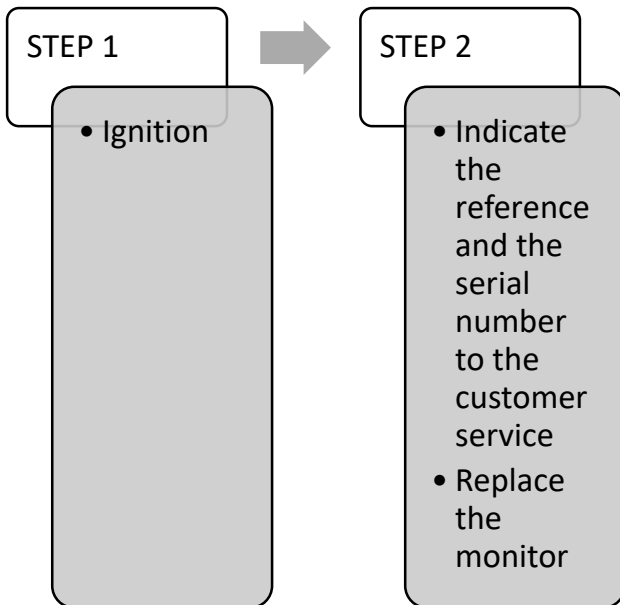 STEP 1
• Ignition
STEP 2
• Indicate
the
reference
and the
serial
number
to the
customer
service
• Replace
the
monitor